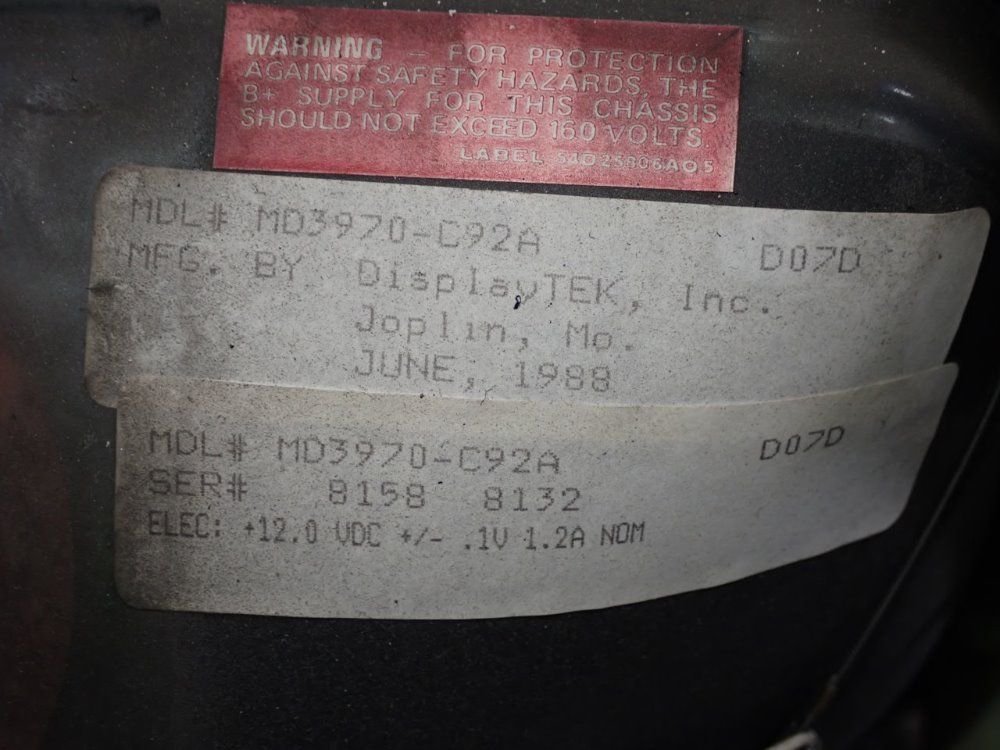 WARNING – FOR PROTECTION
AGAINST SAFETY HAZARDS, THE
B+ SUPPLY FOR THIS CHASSIS
SHOULD NOT EXCEED 160 VOLTS.
LABEL 54D25806A05
MDL# MD3970-C92A D07D
MFG. BY DisplayTEK, Inc.
Joplin, Mo.
JUNE, 1988
MDL# MD3970-C92A D07D
SER# 8158 8132
ELEC: +12.0 VDC +/- .1V 1.2A NOM